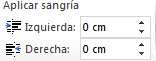 Aplicar sangría
Izquierda: 0 cm
Derecha: 0 cm